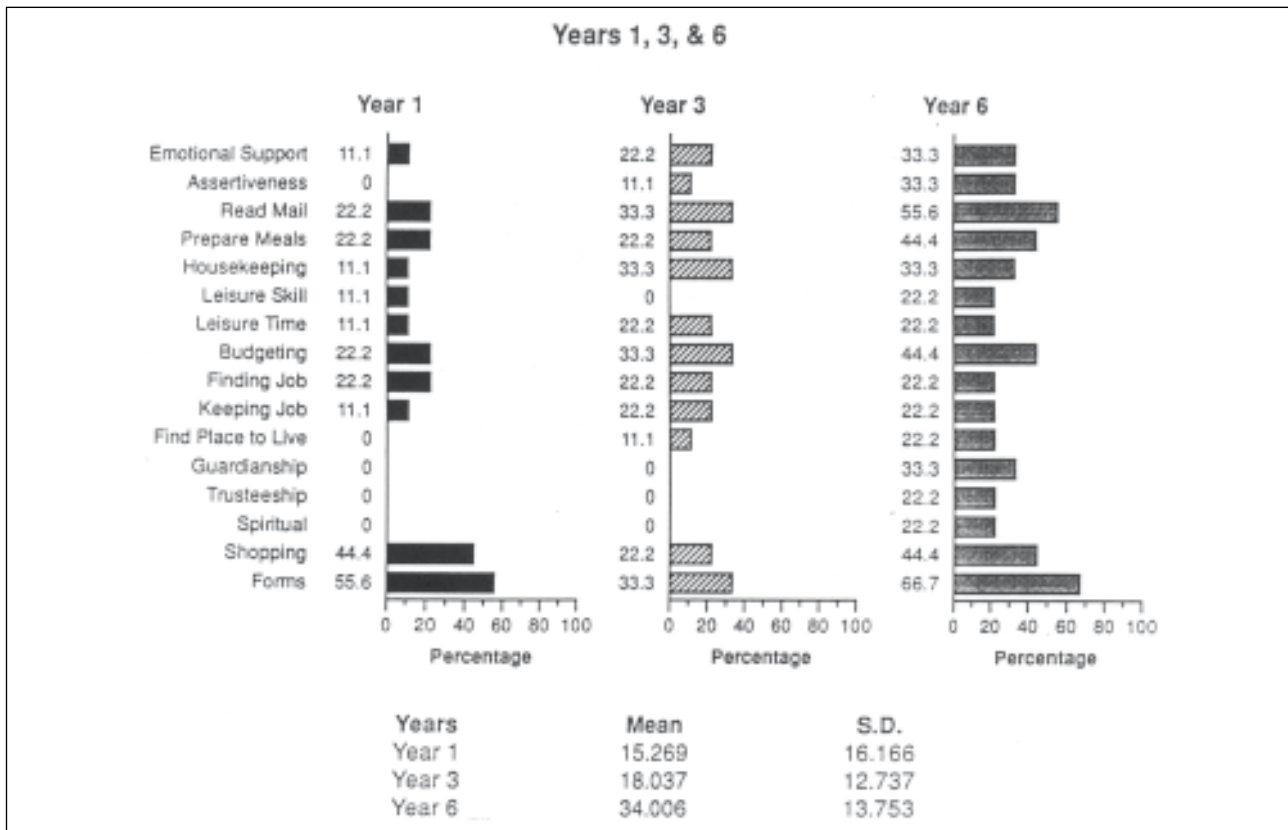 Years 1, 3, & 6
Year 1 Year 3 Year 6
Emotional Support 11.1 22.2 33.3
Assertiveness 0 11.1 33.3
Read Mail 22.2 33.3 55.6
Prepare Meals 22.2 22.2 44.4
Housekeeping 11.1 33.3 33.3
Leisure Skill 11.1 0 22.2
Leisure Time 11.1 22.2 22.2
Budgeting 22.2 33.3 44.4
Finding Job 22.2 22.2 22.2
Keeping Job 11.1 22.2 22.2
Find Place to Live 0 11.1 22.2
Guardianship 0 0 33.3
Trusteeship 0 0 22.2
Spiritual 0 0 22.2
Shopping 44.4 22.2 44.4
Forms 55.6 33.3 66.7
0 20 40 60 80 100 0 20 40 60 80 100 0 20 40 60 80 100
Percentage Percentage Percentage
Years Mean S.D.
Year 1 15.269 16.166
Year 3 18.037 12.737
Year 6 34.006 13.753